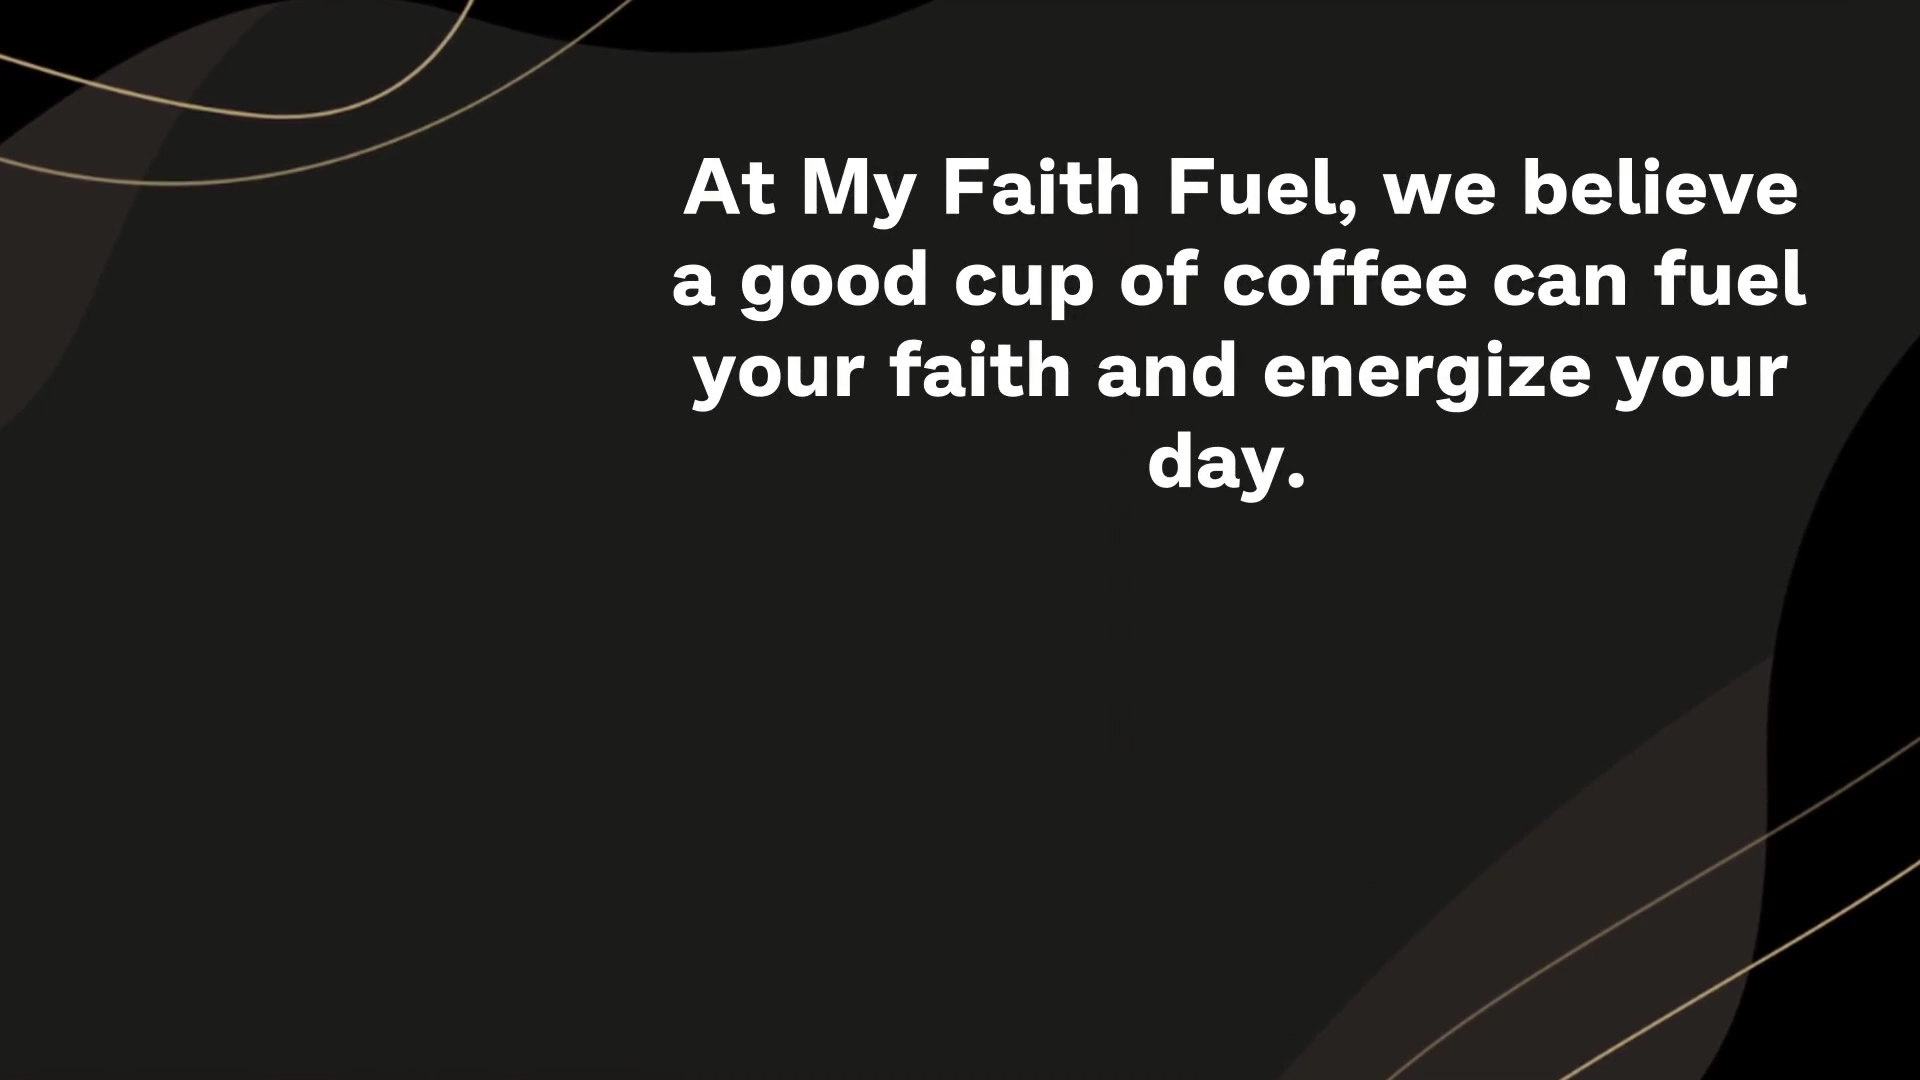 At My Faith Fuel, we believe
a good cup of coffee can fuel
your faith and energize your
day.